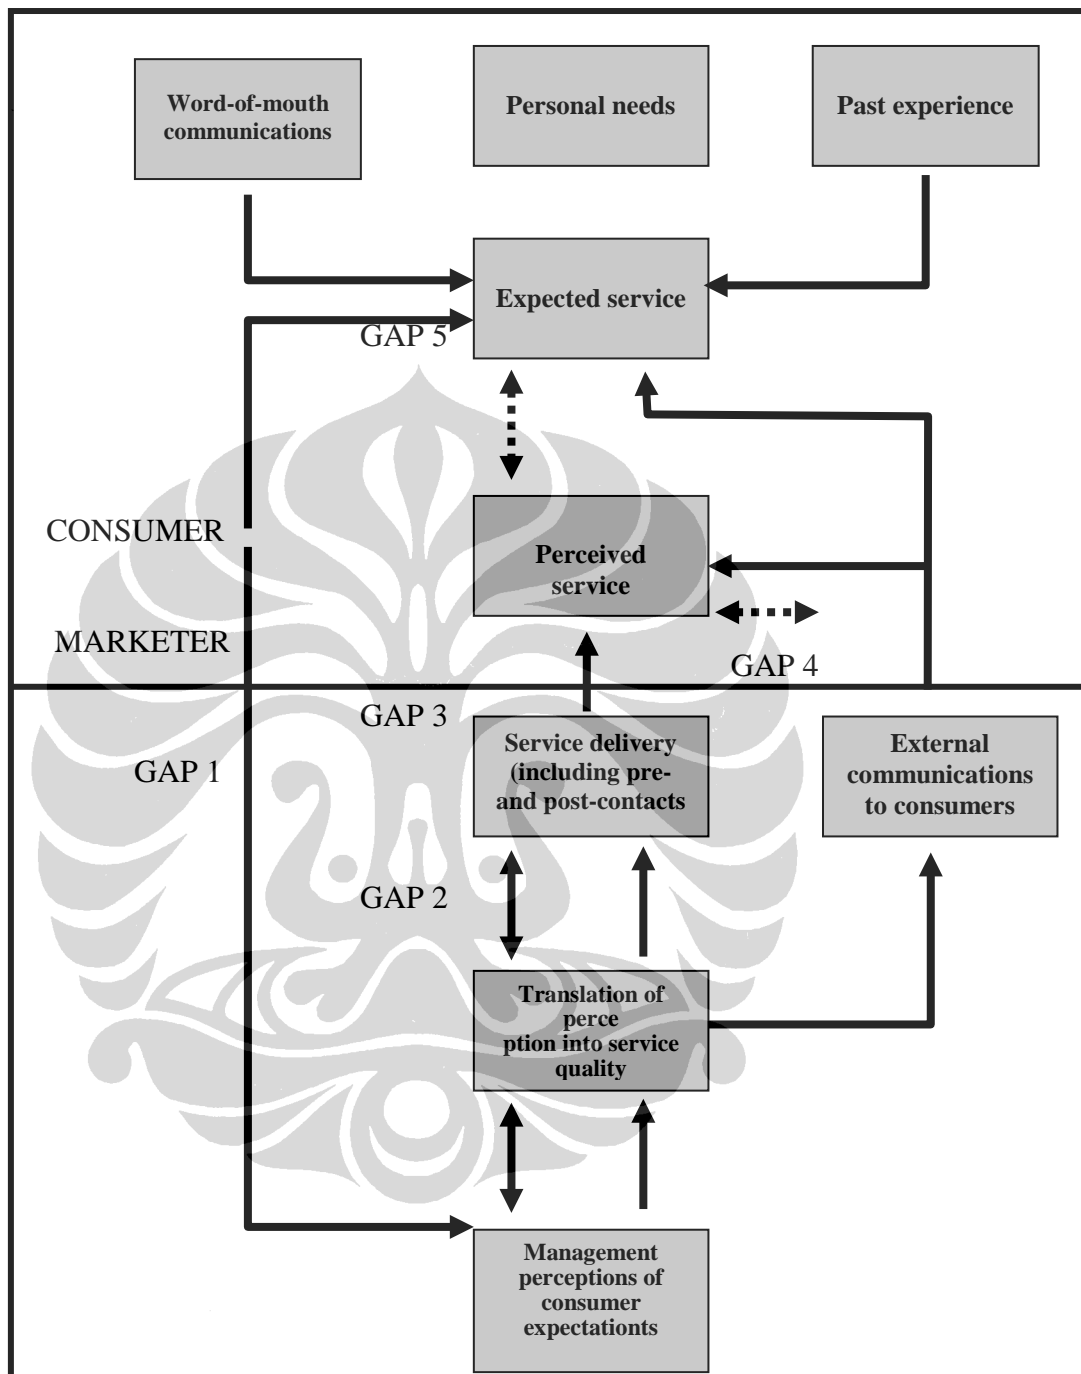 Word-of-mouth
communications
Personal needs
Past experience
Expected service
GAP 5
CONSUMER
Perceived
service
MARKETER
GAP 4
GAP 3
Service delivery
(including pre-
and post-contacts
External
communications
to consumers
GAP 1
GAP 2
Translation of
perce
ption into service
quality
Management
perceptions of
consumer
expectationts